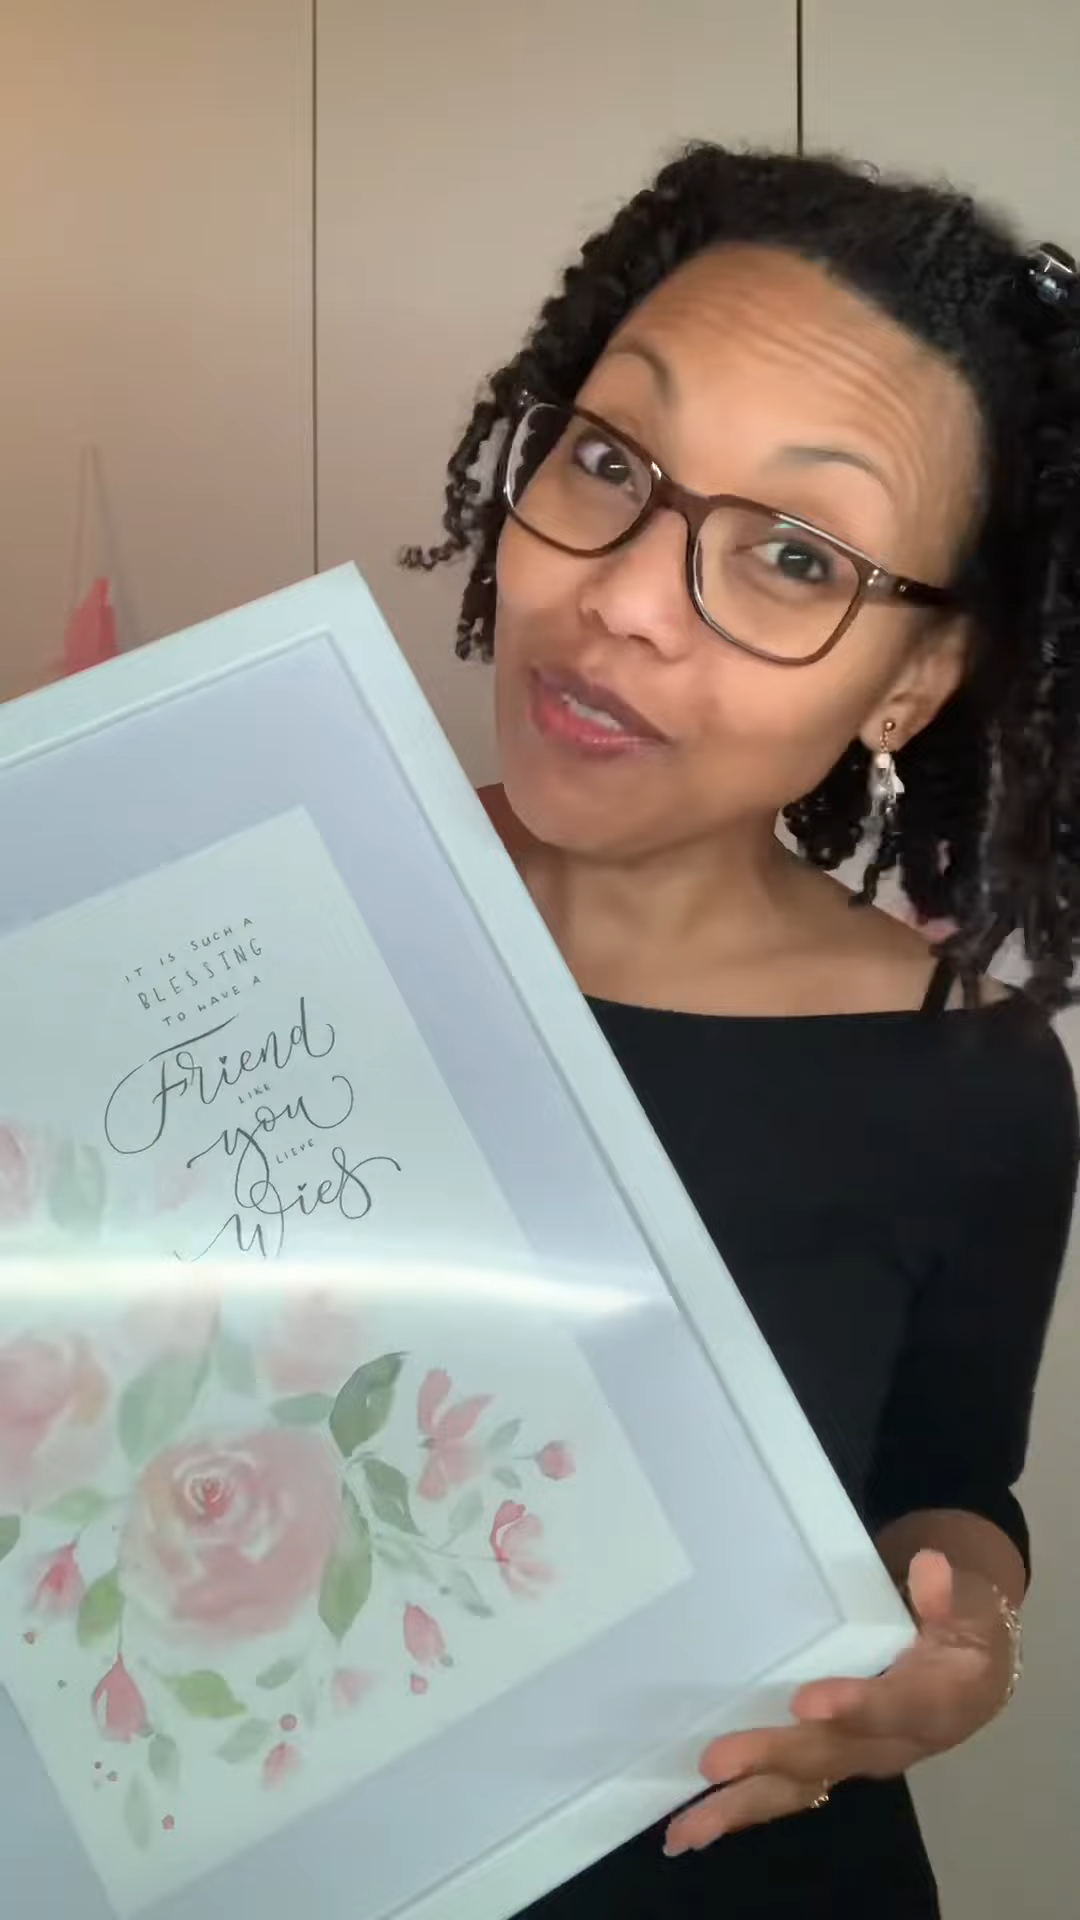 IT IS SUCH A
BLESSING
TO HAVE A
Friend
LIKE
you
LIEVE
Wies